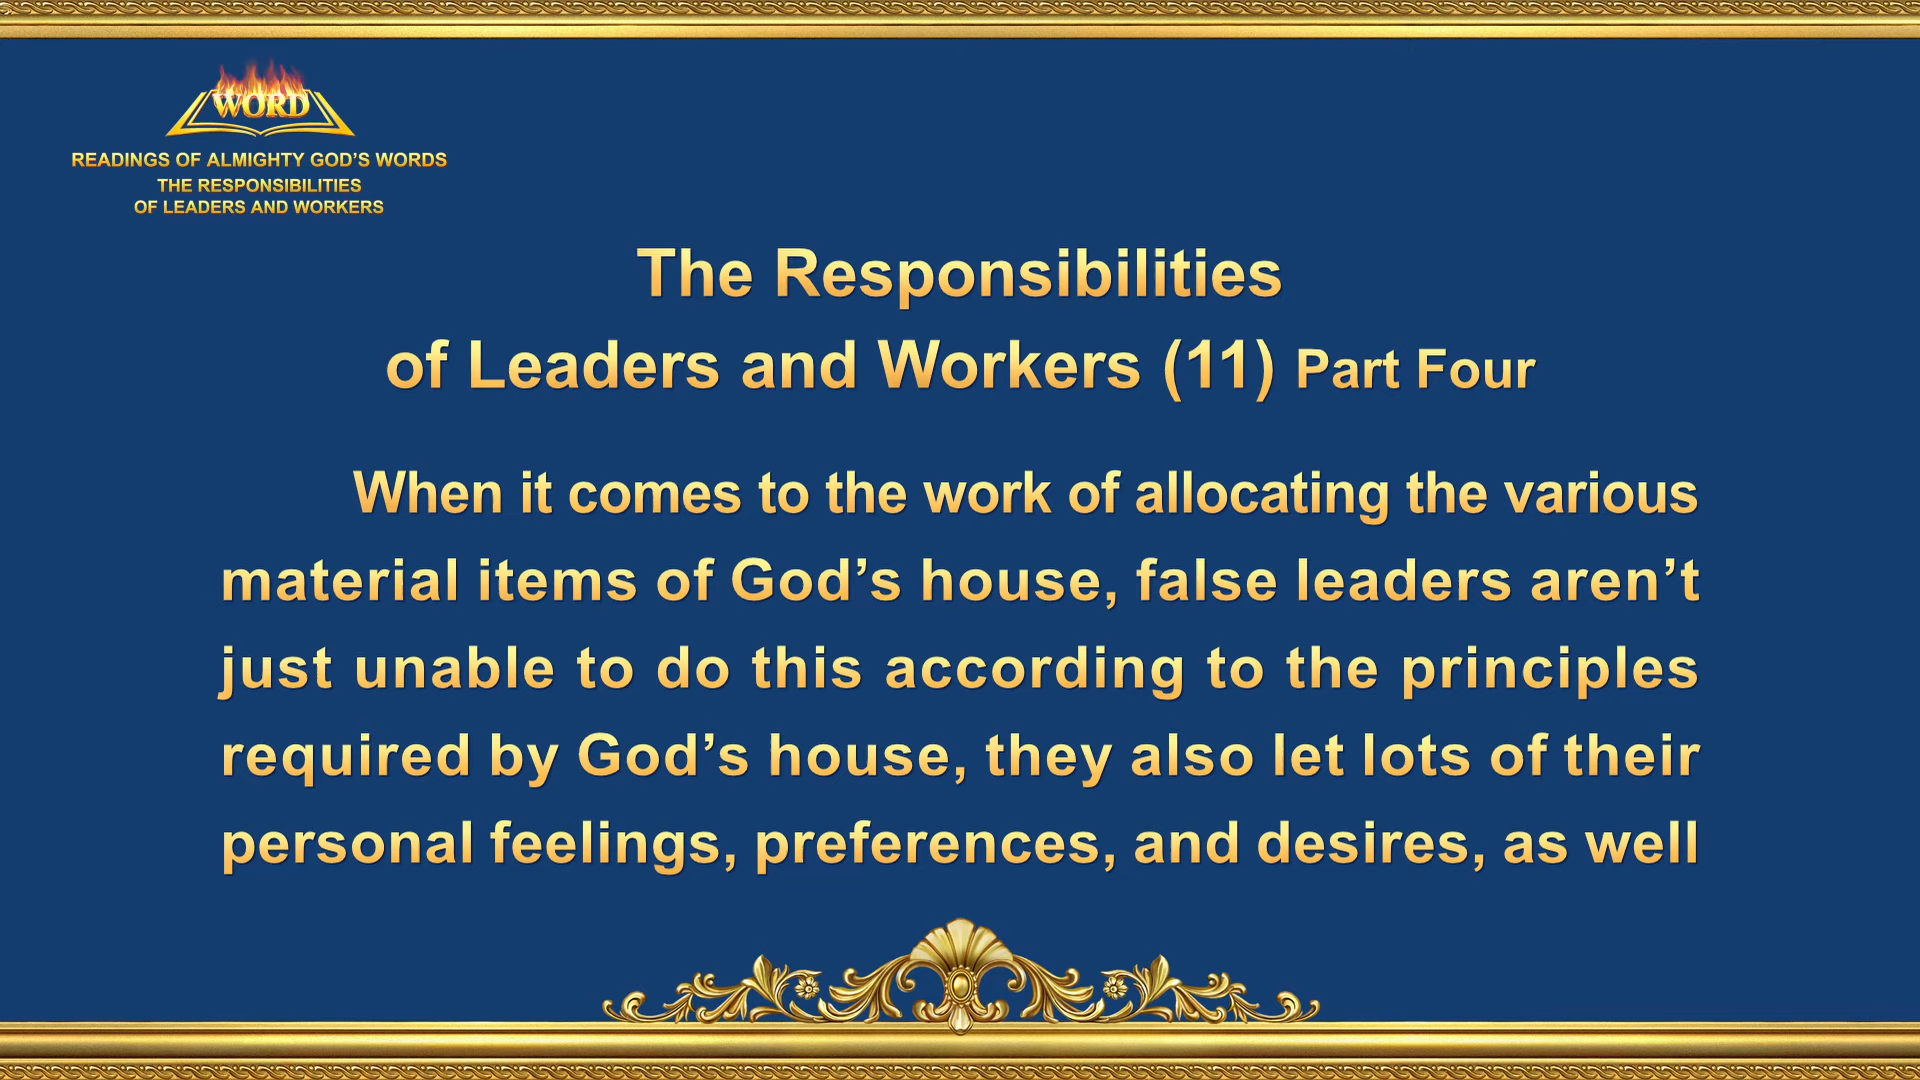 WORD
READINGS OF ALMIGHTY GOD’S WORDS
THE RESPONSIBILITIES
OF LEADERS AND WORKERS
The Responsibilities
of Leaders and Workers (11) Part Four
When it comes to the work of allocating the various
material items of God’s house, false leaders aren’t
just unable to do this according to the principles
required by God’s house, they also let lots of their
personal feelings, preferences, and desires, as well